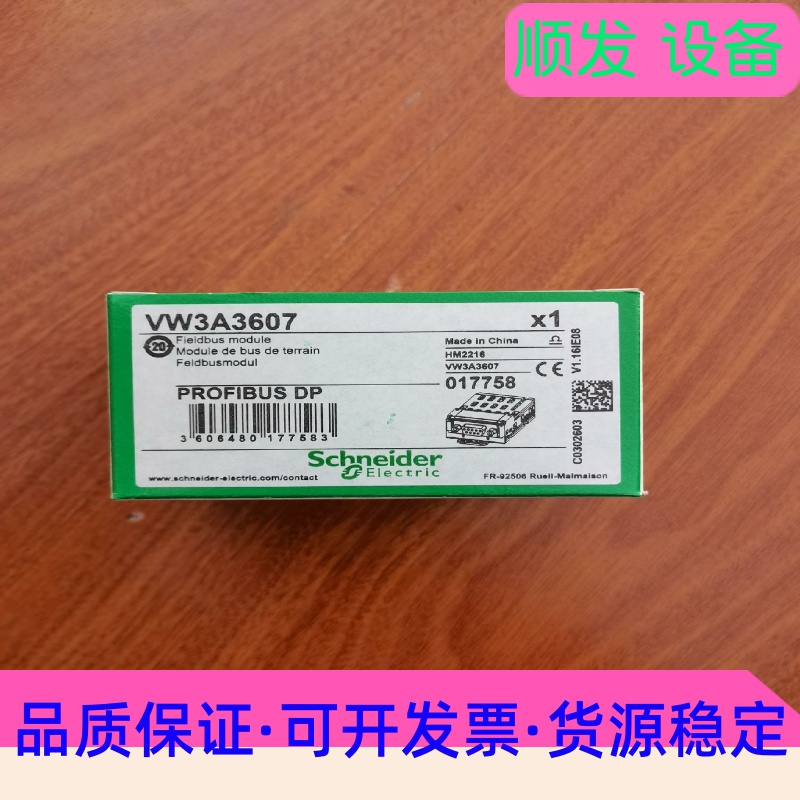 顺发 设备
VW3A3607
x1
20
Fieldbus module
Module de bus de terrain
Feldbusmodul
PROFIBUS DP
3 606480 177583
Made in China
HM2216
VW3A3607
CE
017758
V1.16IE08
C0302603
Schneider
Electric
www.schneider-electric.com/contact
FR-92506 Rueil-Malmaison
品质保证·可开发票·货源稳定